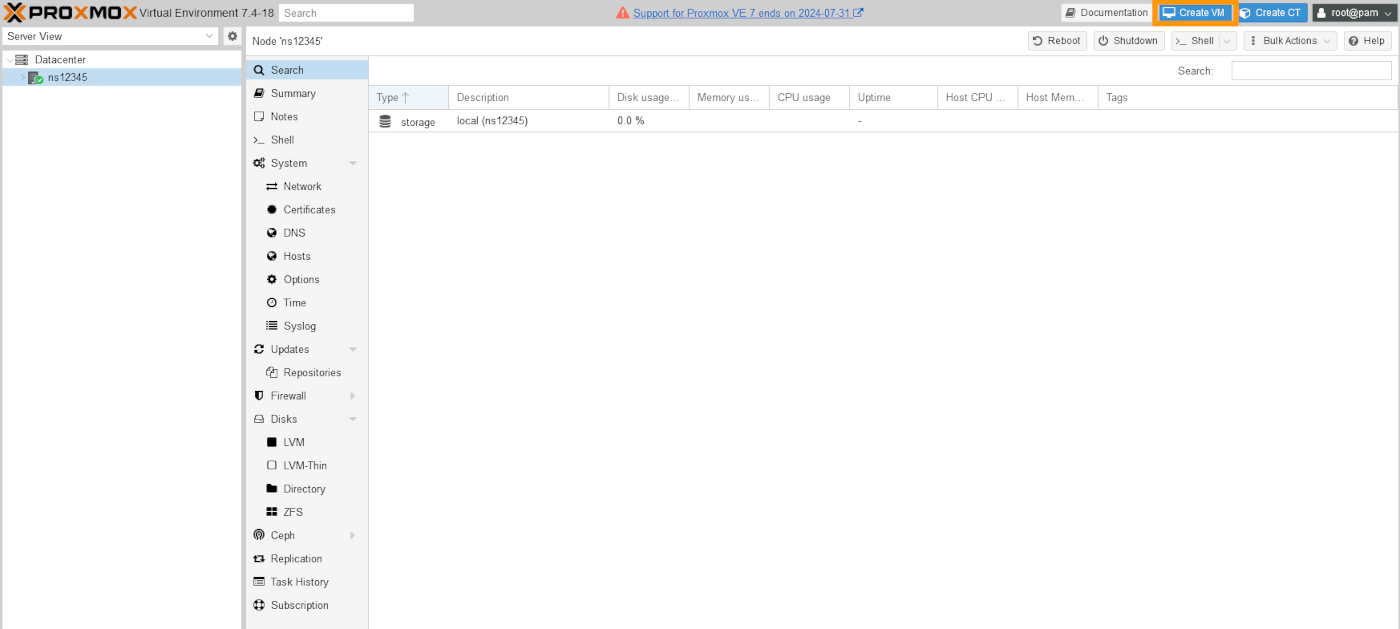 PROXMOX Virtual Environment 7.4-18 Search Support for Proxmox VE 7 ends on 2024-07-31 Documentation Create VM Create CT root@pam
Server View Node 'ns12345' Reboot Shutdown >_ Shell Bulk Actions Help
Datacenter
ns12345
Search
Summary
Notes
>_ Shell
System
Network
Certificates
DNS
Hosts
Options
Time
Syslog
Updates
Repositories
Firewall
Disks
LVM
LVM-Thin
Directory
ZFS
Ceph
Replication
Task History
Subscription
Search:
Type ↑ Description Disk usage... Memory us... CPU usage Uptime Host CPU ... Host Mem... Tags
storage local (ns12345) 0.0 % -